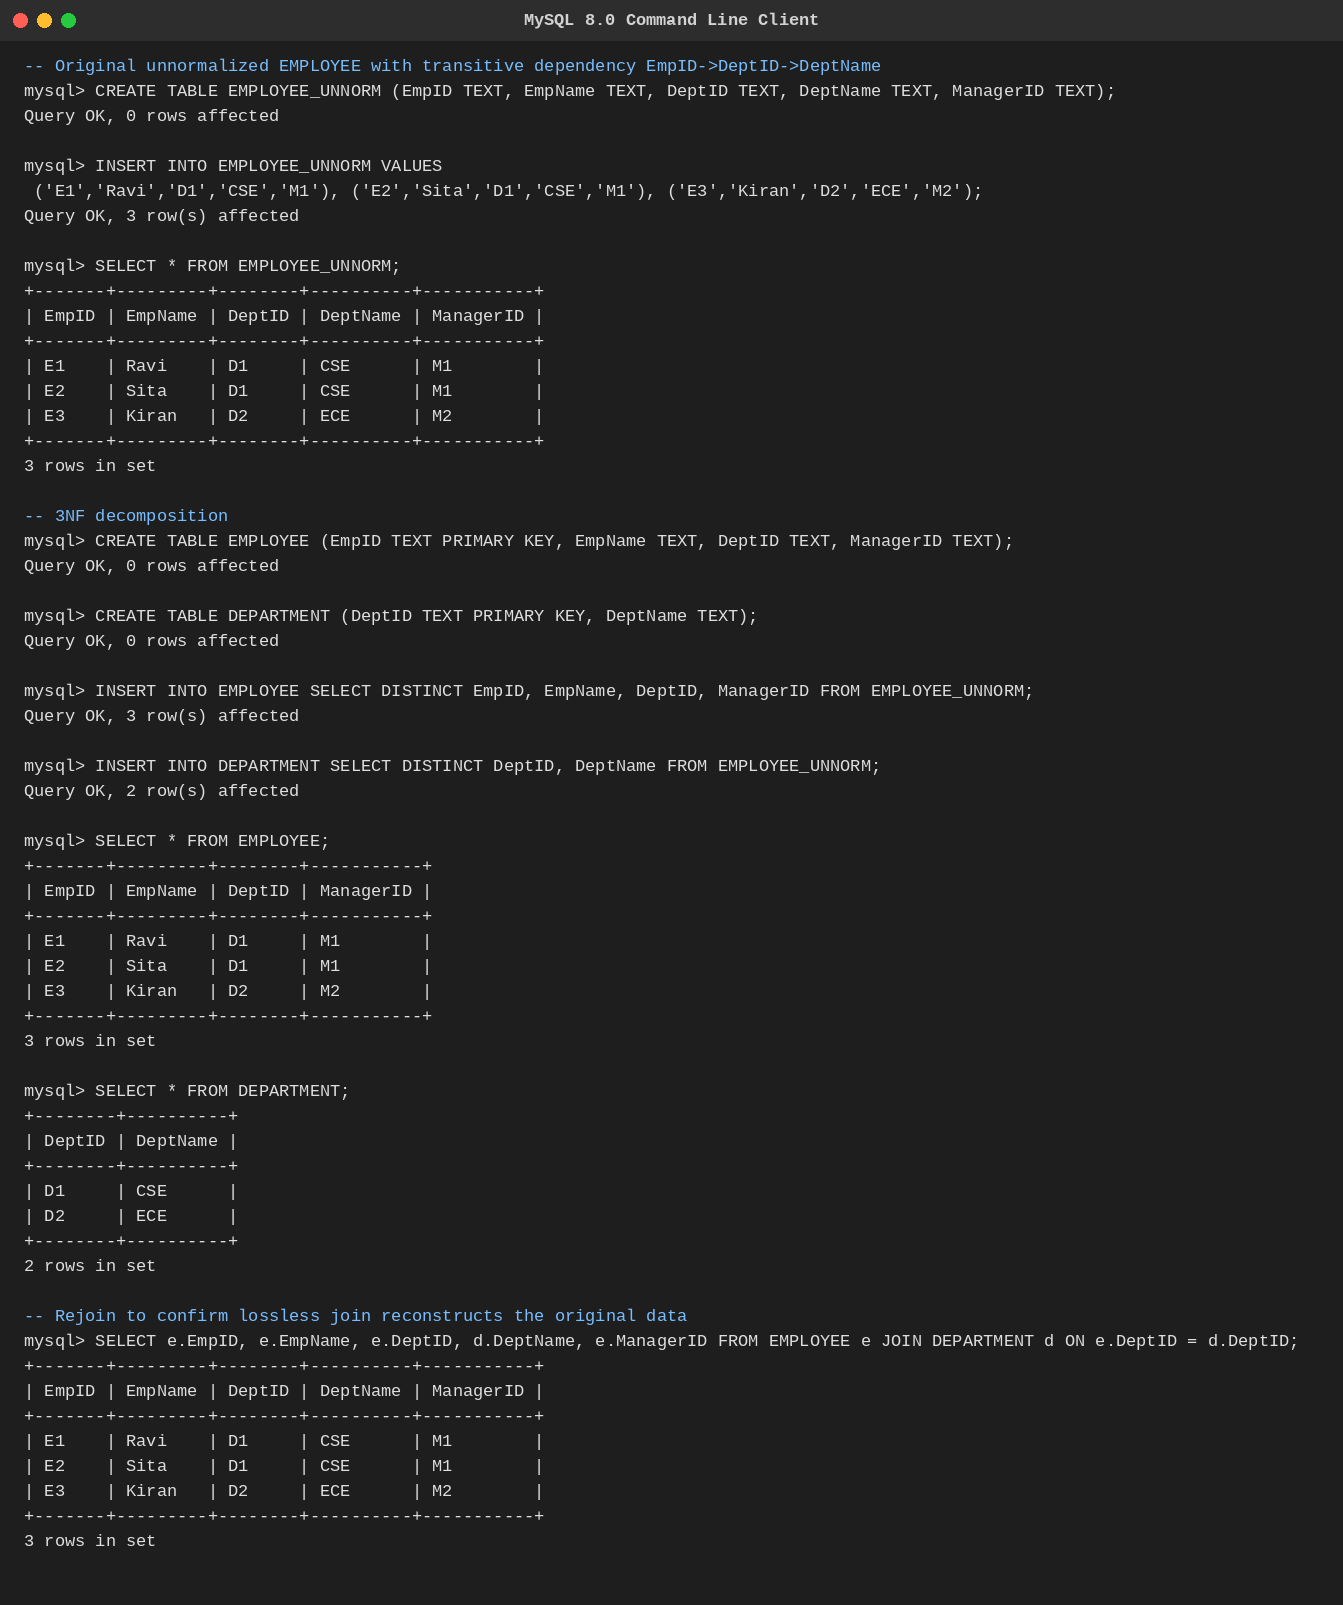 MySQL 8.0 Command Line Client
-- Original unnormalized EMPLOYEE with transitive dependency EmpID->DeptID->DeptName
mysql> CREATE TABLE EMPLOYEE_UNNORM (EmpID TEXT, EmpName TEXT, DeptID TEXT, DeptName TEXT, ManagerID TEXT);
Query OK, 0 rows affected

mysql> INSERT INTO EMPLOYEE_UNNORM VALUES
 ('E1','Ravi','D1','CSE','M1'), ('E2','Sita','D1','CSE','M1'), ('E3','Kiran','D2','ECE','M2');
Query OK, 3 row(s) affected

mysql> SELECT * FROM EMPLOYEE_UNNORM;
+-------+---------+--------+----------+-----------+
| EmpID | EmpName | DeptID | DeptName | ManagerID |
+-------+---------+--------+----------+-----------+
| E1    | Ravi    | D1     | CSE      | M1        |
| E2    | Sita    | D1     | CSE      | M1        |
| E3    | Kiran   | D2     | ECE      | M2        |
+-------+---------+--------+----------+-----------+
3 rows in set

-- 3NF decomposition
mysql> CREATE TABLE EMPLOYEE (EmpID TEXT PRIMARY KEY, EmpName TEXT, DeptID TEXT, ManagerID TEXT);
Query OK, 0 rows affected

mysql> CREATE TABLE DEPARTMENT (DeptID TEXT PRIMARY KEY, DeptName TEXT);
Query OK, 0 rows affected

mysql> INSERT INTO EMPLOYEE SELECT DISTINCT EmpID, EmpName, DeptID, ManagerID FROM EMPLOYEE_UNNORM;
Query OK, 3 row(s) affected

mysql> INSERT INTO DEPARTMENT SELECT DISTINCT DeptID, DeptName FROM EMPLOYEE_UNNORM;
Query OK, 2 row(s) affected

mysql> SELECT * FROM EMPLOYEE;
+-------+---------+--------+-----------+
| EmpID | EmpName | DeptID | ManagerID |
+-------+---------+--------+-----------+
| E1    | Ravi    | D1     | M1        |
| E2    | Sita    | D1     | M1        |
| E3    | Kiran   | D2     | M2        |
+-------+---------+--------+-----------+
3 rows in set

mysql> SELECT * FROM DEPARTMENT;
+--------+----------+
| DeptID | DeptName |
+--------+----------+
| D1     | CSE      |
| D2     | ECE      |
+--------+----------+
2 rows in set

-- Rejoin to confirm lossless join reconstructs the original data
mysql> SELECT e.EmpID, e.EmpName, e.DeptID, d.DeptName, e.ManagerID FROM EMPLOYEE e JOIN DEPARTMENT d ON e.DeptID = d.DeptID;
+-------+---------+--------+----------+-----------+
| EmpID | EmpName | DeptID | DeptName | ManagerID |
+-------+---------+--------+----------+-----------+
| E1    | Ravi    | D1     | CSE      | M1        |
| E2    | Sita    | D1     | CSE      | M1        |
| E3    | Kiran   | D2     | ECE      | M2        |
+-------+---------+--------+----------+-----------+
3 rows in set